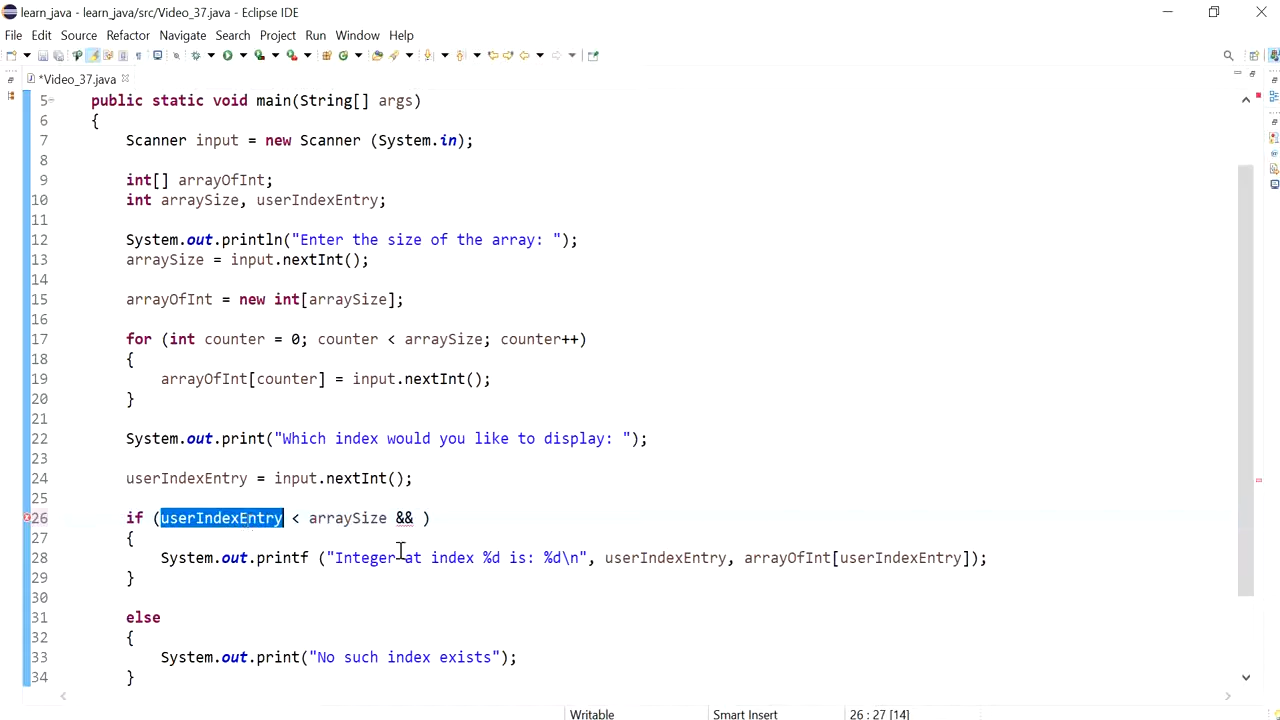 learn_java - learn_java/src/Video_37.java - Eclipse IDE
File Edit Source Refactor Navigate Search Project Run Window Help
*Video_37.java
5 public static void main(String[] args)
6 {
7 Scanner input = new Scanner (System.in);
8
9 int[] arrayOfInt;
10 int arraySize, userIndexEntry;
11
12 System.out.println("Enter the size of the array: ");
13 arraySize = input.nextInt();
14
15 arrayOfInt = new int[arraySize];
16
17 for (int counter = 0; counter < arraySize; counter++)
18 {
19 arrayOfInt[counter] = input.nextInt();
20 }
21
22 System.out.print("Which index would you like to display: ");
23
24 userIndexEntry = input.nextInt();
25
26 if (userIndexEntry < arraySize && )
27 {
28 System.out.printf ("Integer at index %d is: %d\n", userIndexEntry, arrayOfInt[userIndexEntry]);
29 }
30
31 else
32 {
33 System.out.print("No such index exists");
34 }
Writable Smart Insert 26 : 27 [14]